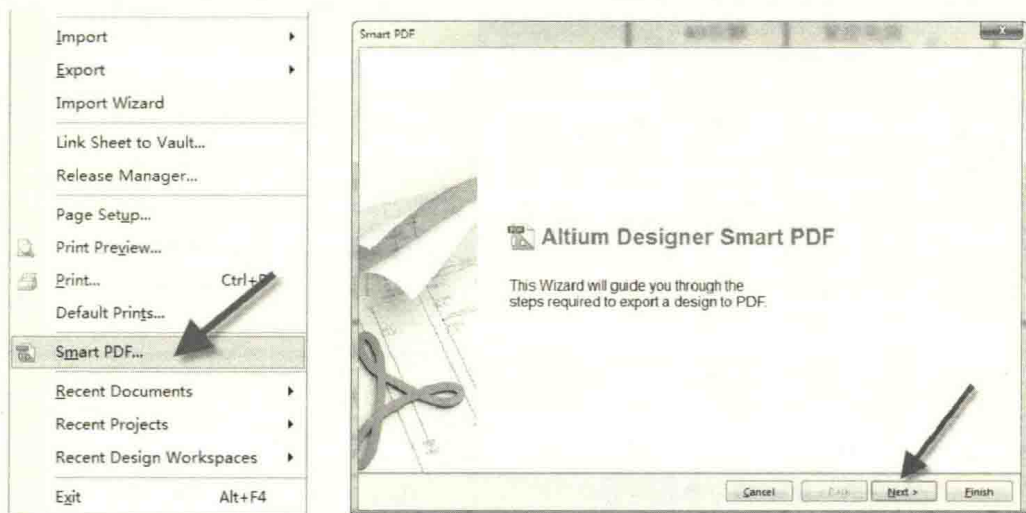 Import
Export
Import Wizard
Link Sheet to Vault...
Release Manager...
Page Setup...
Print Preview...
Print... Ctrl+P
Default Prints...
Smart PDF...
Recent Documents
Recent Projects
Recent Design Workspaces
Exit Alt+F4
Smart PDF
Altium Designer Smart PDF
This Wizard will guide you through the
steps required to export a design to PDF.
Cancel
Next >
Finish